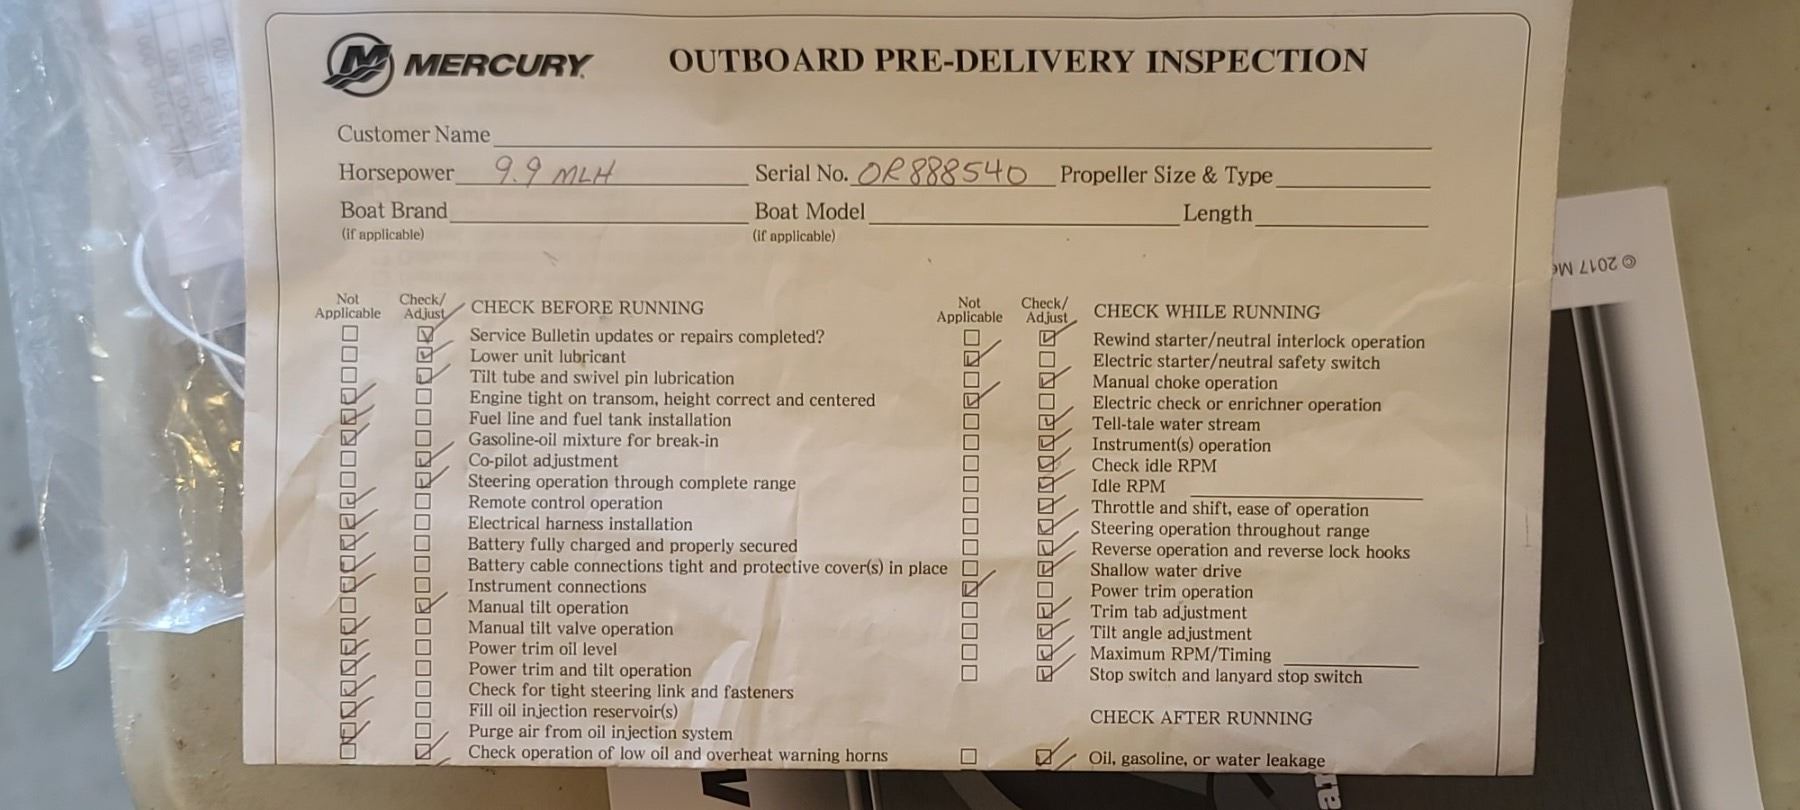 MERCURY OUTBOARD PRE-DELIVERY INSPECTION
Customer Name
Horsepower 9.9 MLH Serial No. OR888540 Propeller Size & Type
Boat Brand Boat Model Length
(if applicable) (if applicable)
Not Applicable Check/Adjust CHECK BEFORE RUNNING
Service Bulletin updates or repairs completed?
Lower unit lubricant
Tilt tube and swivel pin lubrication
Engine tight on transom, height correct and centered
Fuel line and fuel tank installation
Gasoline-oil mixture for break-in
Co-pilot adjustment
Steering operation through complete range
Remote control operation
Electrical harness installation
Battery fully charged and properly secured
Battery cable connections tight and protective cover(s) in place
Instrument connections
Manual tilt operation
Manual tilt valve operation
Power trim oil level
Power trim and tilt operation
Check for tight steering link and fasteners
Fill oil injection reservoir(s)
Purge air from oil injection system
Check operation of low oil and overheat warning horns
Not Applicable Check/Adjust CHECK WHILE RUNNING
Rewind starter/neutral interlock operation
Electric starter/neutral safety switch
Manual choke operation
Electric check or enrichner operation
Tell-tale water stream
Instrument(s) operation
Check idle RPM
Idle RPM
Throttle and shift, ease of operation
Steering operation throughout range
Reverse operation and reverse lock hooks
Shallow water drive
Power trim operation
Trim tab adjustment
Tilt angle adjustment
Maximum RPM/Timing
Stop switch and lanyard stop switch
CHECK AFTER RUNNING
Oil, gasoline, or water leakage
© 2017 Me